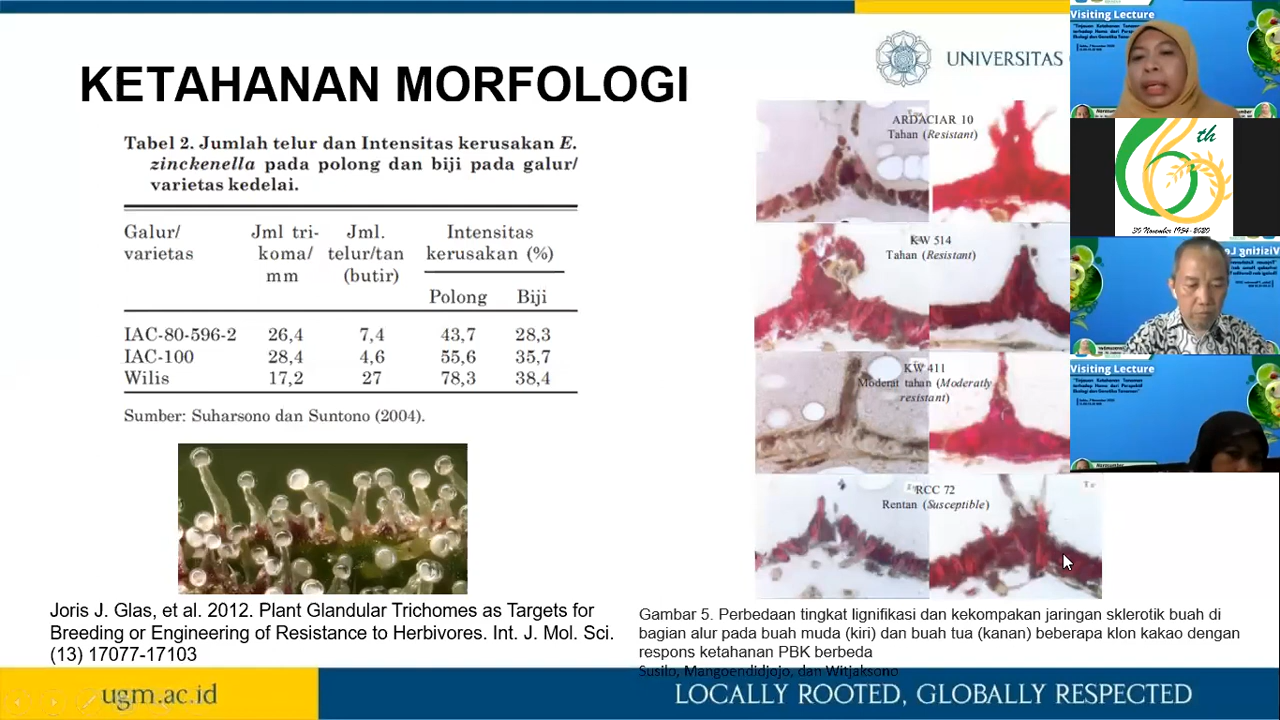 KETAHANAN MORFOLOGI
UNIVERSITAS
Tabel 2. Jumlah telur dan Intensitas kerusakan E.
zinckenella pada polong dan biji pada galur/
varietas kedelai.
Galur/ Jml tri- Jml. Intensitas
varietas koma/ telur/tan kerusakan (%)
mm (butir)
Polong Biji
IAC-80-596-2 26,4 7,4 43,7 28,3
IAC-100 28,4 4,6 55,6 35,7
Wilis 17,2 27 78,3 38,4
Sumber: Suharsono dan Suntono (2004).
Joris J. Glas, et al. 2012. Plant Glandular Trichomes as Targets for
Breeding or Engineering of Resistance to Herbivores. Int. J. Mol. Sci.
(13) 17077-17103
ARDACIAR 10
Tahan (Resistant)
KW 514
Tahan (Resistant)
KW 411
Moderat tahan (Moderatly
resistant)
RCC 72
Rentan (Susceptible)
Gambar 5. Perbedaan tingkat lignifikasi dan kekompakan jaringan sklerotik buah di
bagian alur pada buah muda (kiri) dan buah tua (kanan) beberapa klon kakao dengan
respons ketahanan PBK berbeda
Susilo, Mangoendidjojo, dan Witjaksono
ugm.ac.id
LOCALLY ROOTED, GLOBALLY RESPECTED
Visiting Lecture
6th
30 November 1954-2020
Visiting Lecture